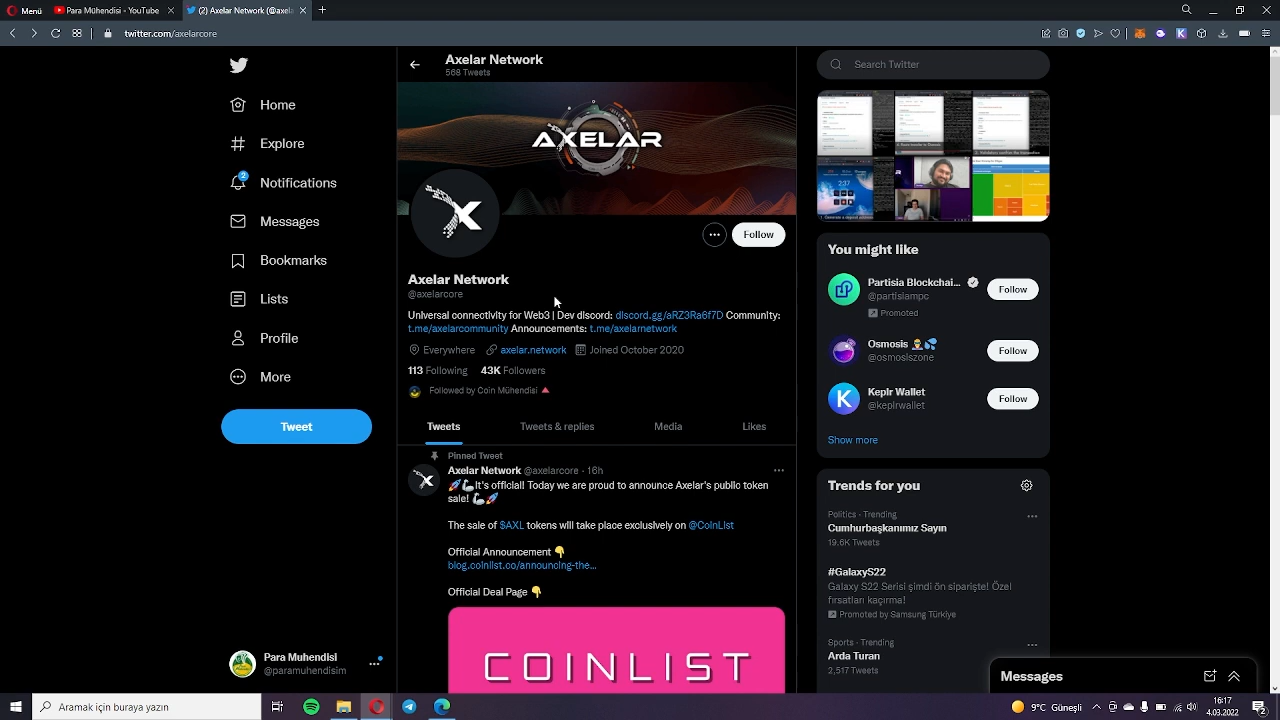 Menü
Para Mühendisi - YouTube
(2) Axelar Network (@axela
twitter.com/axelarcore
Home
Explore
Notifications
2
Messages
Bookmarks
Lists
Profile
More
Tweet
Para Muhendisi
@paramuhendisim
Axelar Network
568 Tweets
AXELAR
Follow
Axelar Network
@axelarcore
Universal connectivity for Web3 | Dev discord: discord.gg/aRZ3Ra6f7D Community:
t.me/axelarcommunity Announcements: t.me/axelarnetwork
Everywhere axelar.network Joined October 2020
113 Following 43K Followers
Followed by Coin Mühendisi 🔺
Tweets Tweets & replies Media Likes
Pinned Tweet
Axelar Network @axelarcore · 16h
🚀💪It's official! Today we are proud to announce Axelar's public token
sale! 💪🚀
The sale of $AXL tokens will take place exclusively on @CoinList
Official Announcement 👇
blog.coinlist.co/announcing-the...
Official Deal Page 👇
COINLIST
Search Twitter
You might like
Partisia Blockchai...
@partisiampc
Promoted
Follow
Osmosis
@osmosiszone
Follow
Keplr Wallet
@keplrwallet
Follow
Show more
Trends for you
Politics · Trending
Cumhurbaşkanımız Sayın
19.6K Tweets
#GalaxyS22
Galaxy S22 Serisi şimdi ön siparişte! Özel
fırsatları kaçırma!
Promoted by Samsung Türkiye
Sports · Trending
Arda Turan
2,517 Tweets
Messages
Aramak için buraya yazın
9°C Güneşli
16:17